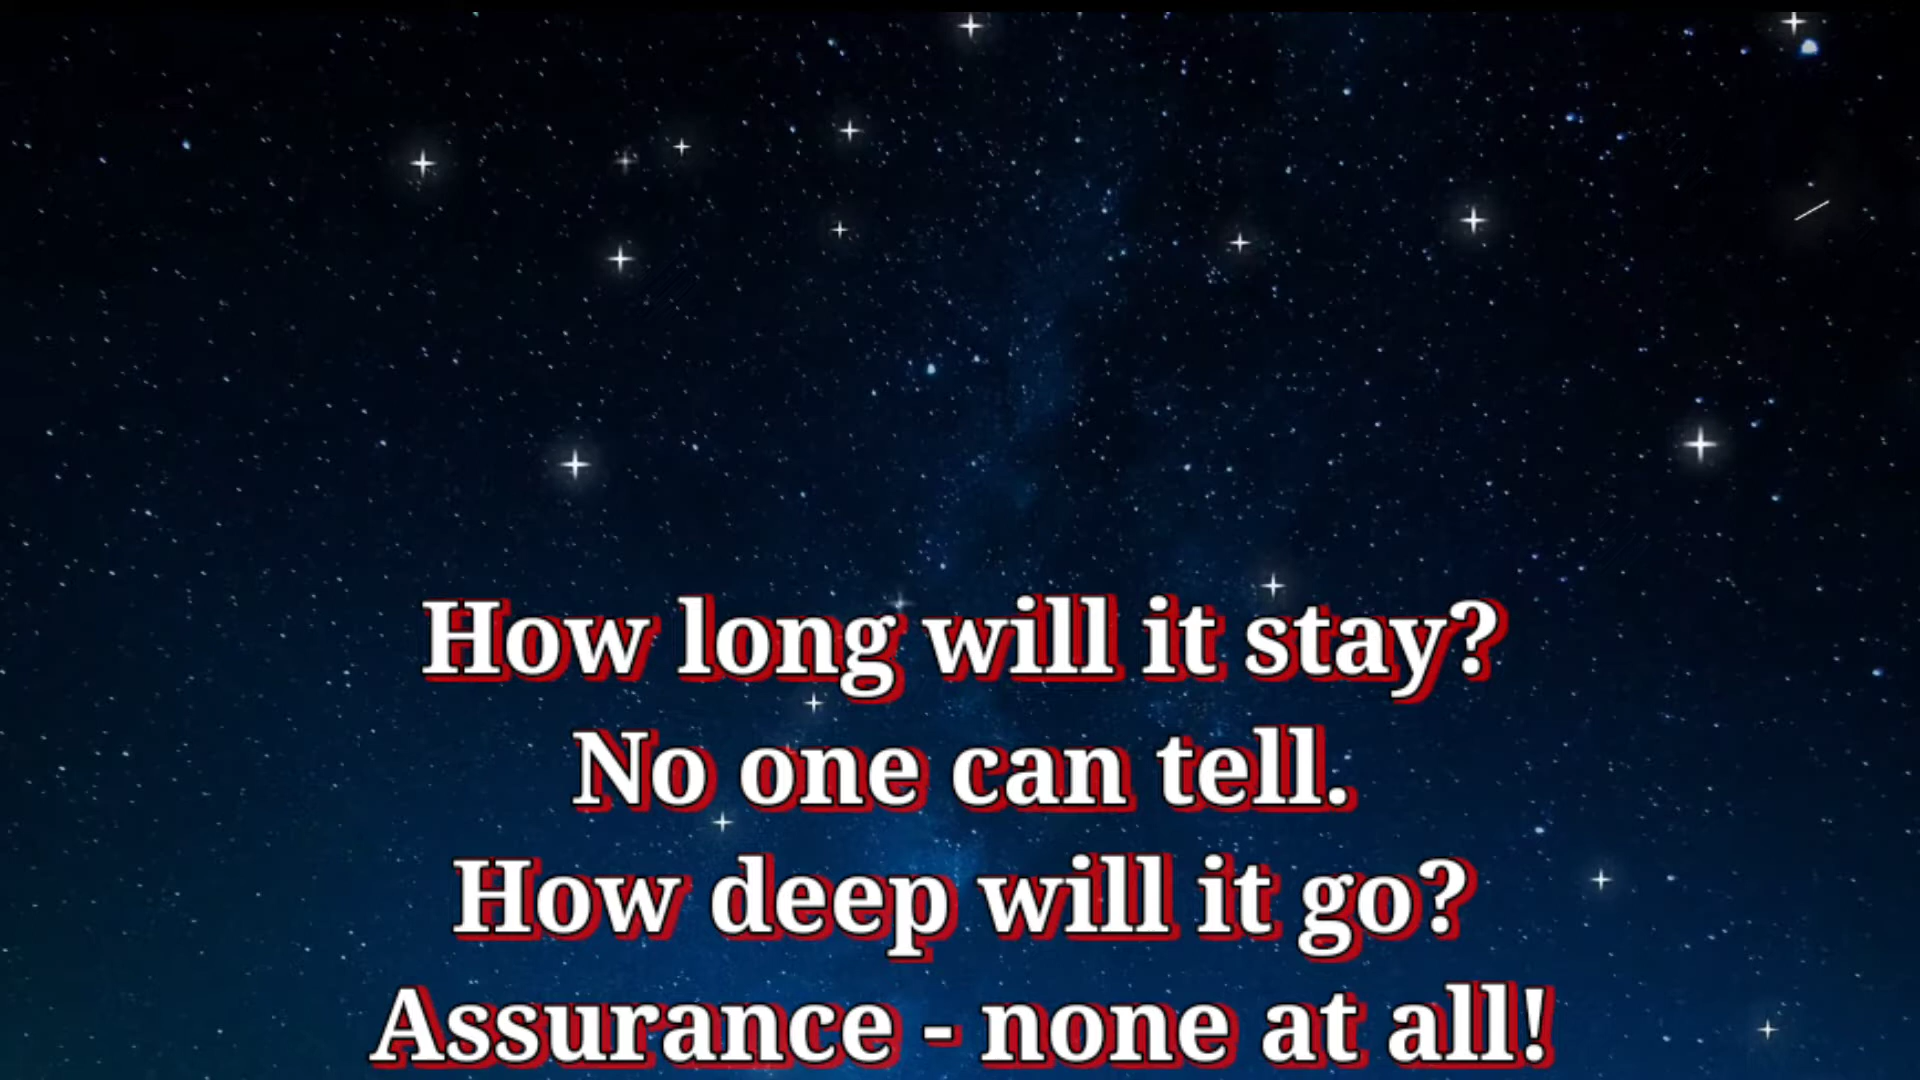 How long will it stay?
No one can tell.
How deep will it go?
Assurance - none at all!